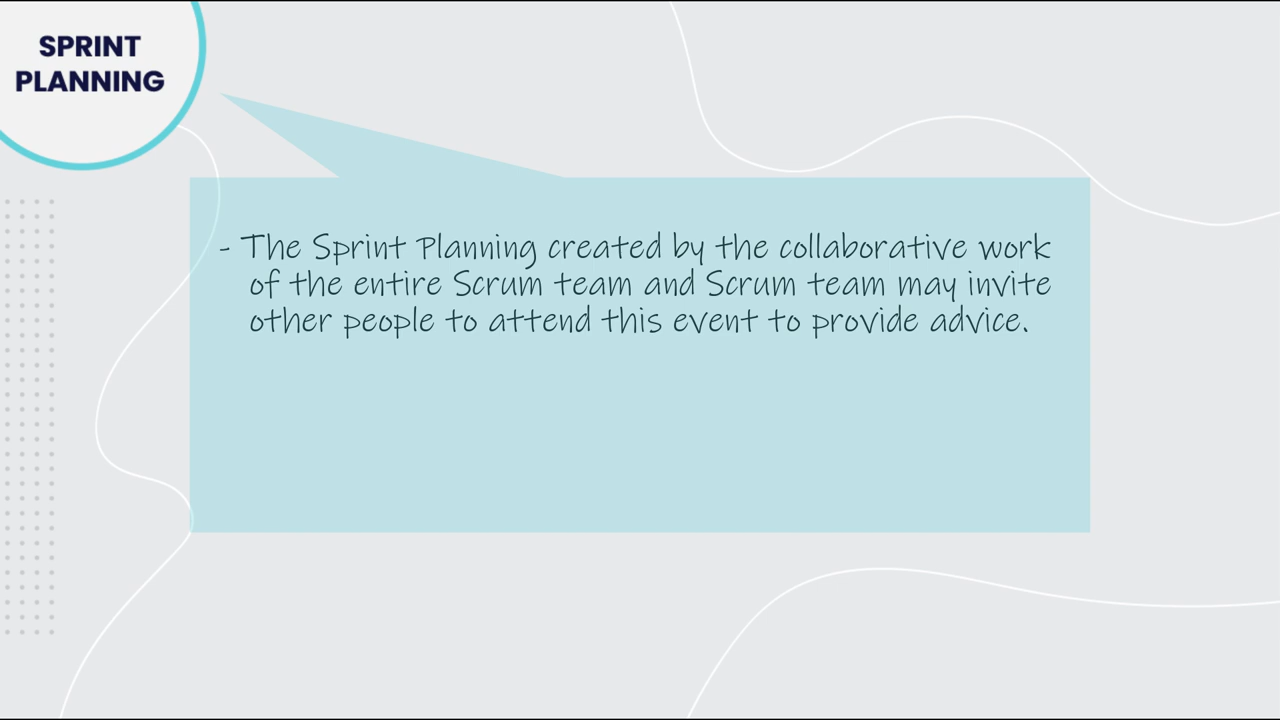 SPRINT
PLANNING
- The Sprint Planning created by the collaborative work
of the entire Scrum team and Scrum team may invite
other people to attend this event to provide advice.